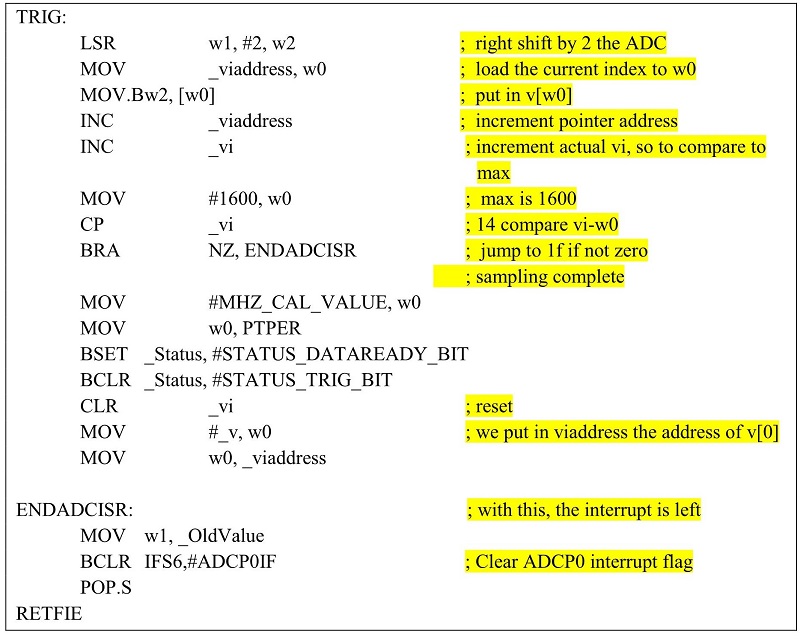 TRIG:
LSR w1, #2, w2 ; right shift by 2 the ADC
MOV _viaddress, w0 ; load the current index to w0
MOV.Bw2, [w0] ; put in v[w0]
INC _viaddress ; increment pointer address
INC _vi ; increment actual vi, so to compare to
max
MOV #1600, w0 ; max is 1600
CP _vi ; 14 compare vi-w0
BRA NZ, ENDADCISR ; jump to 1f if not zero
; sampling complete
MOV #MHZ_CAL_VALUE, w0
MOV w0, PTPER
BSET _Status, #STATUS_DATAREADY_BIT
BCLR _Status, #STATUS_TRIG_BIT
CLR _vi ; reset
MOV #_v, w0 ; we put in viaddress the address of v[0]
MOV w0, _viaddress
ENDADCISR: ; with this, the interrupt is left
MOV w1, _OldValue
BCLR IFS6,#ADCP0IF ; Clear ADCP0 interrupt flag
POP.S
RETFIE